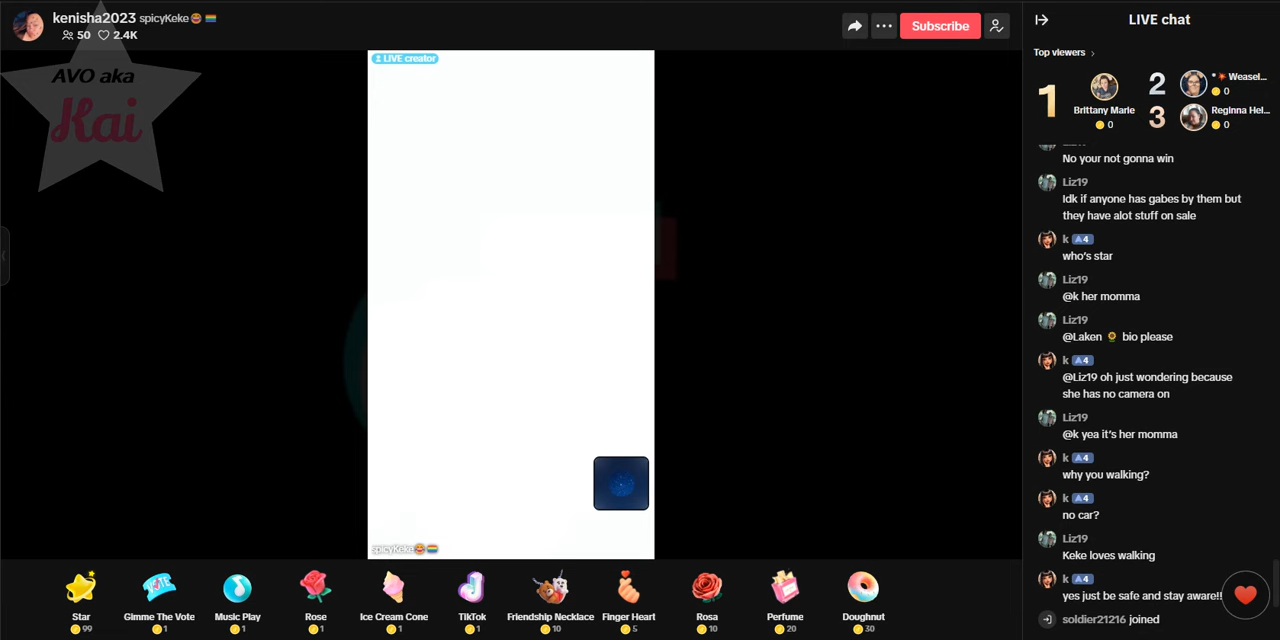 kenisha2023 spicyKeke
50 2.4K
Subscribe
LIVE chat
AVO aka
Kai
LIVE creator
Top viewers
1
Brittany Marie
0
2
Weasel...
0
3
Reginna Hel...
0
No your not gonna win
Liz19
Idk if anyone has gabes by them but
they have alot stuff on sale
k 4
who's star
Liz19
@k her momma
Liz19
@Laken 🌻 bio please
k 4
@Liz19 oh just wondering because
she has no camera on
Liz19
@k yea it's her momma
k 4
why you walking?
k 4
no car?
Liz19
Keke loves walking
k 4
yes just be safe and stay aware!!
soldier21216 joined
spicyKeke
Star
99
Gimme The Vote
1
Music Play
1
Rose
1
Ice Cream Cone
1
TikTok
1
Friendship Necklace
10
Finger Heart
5
Rosa
10
Perfume
20
Doughnut
30